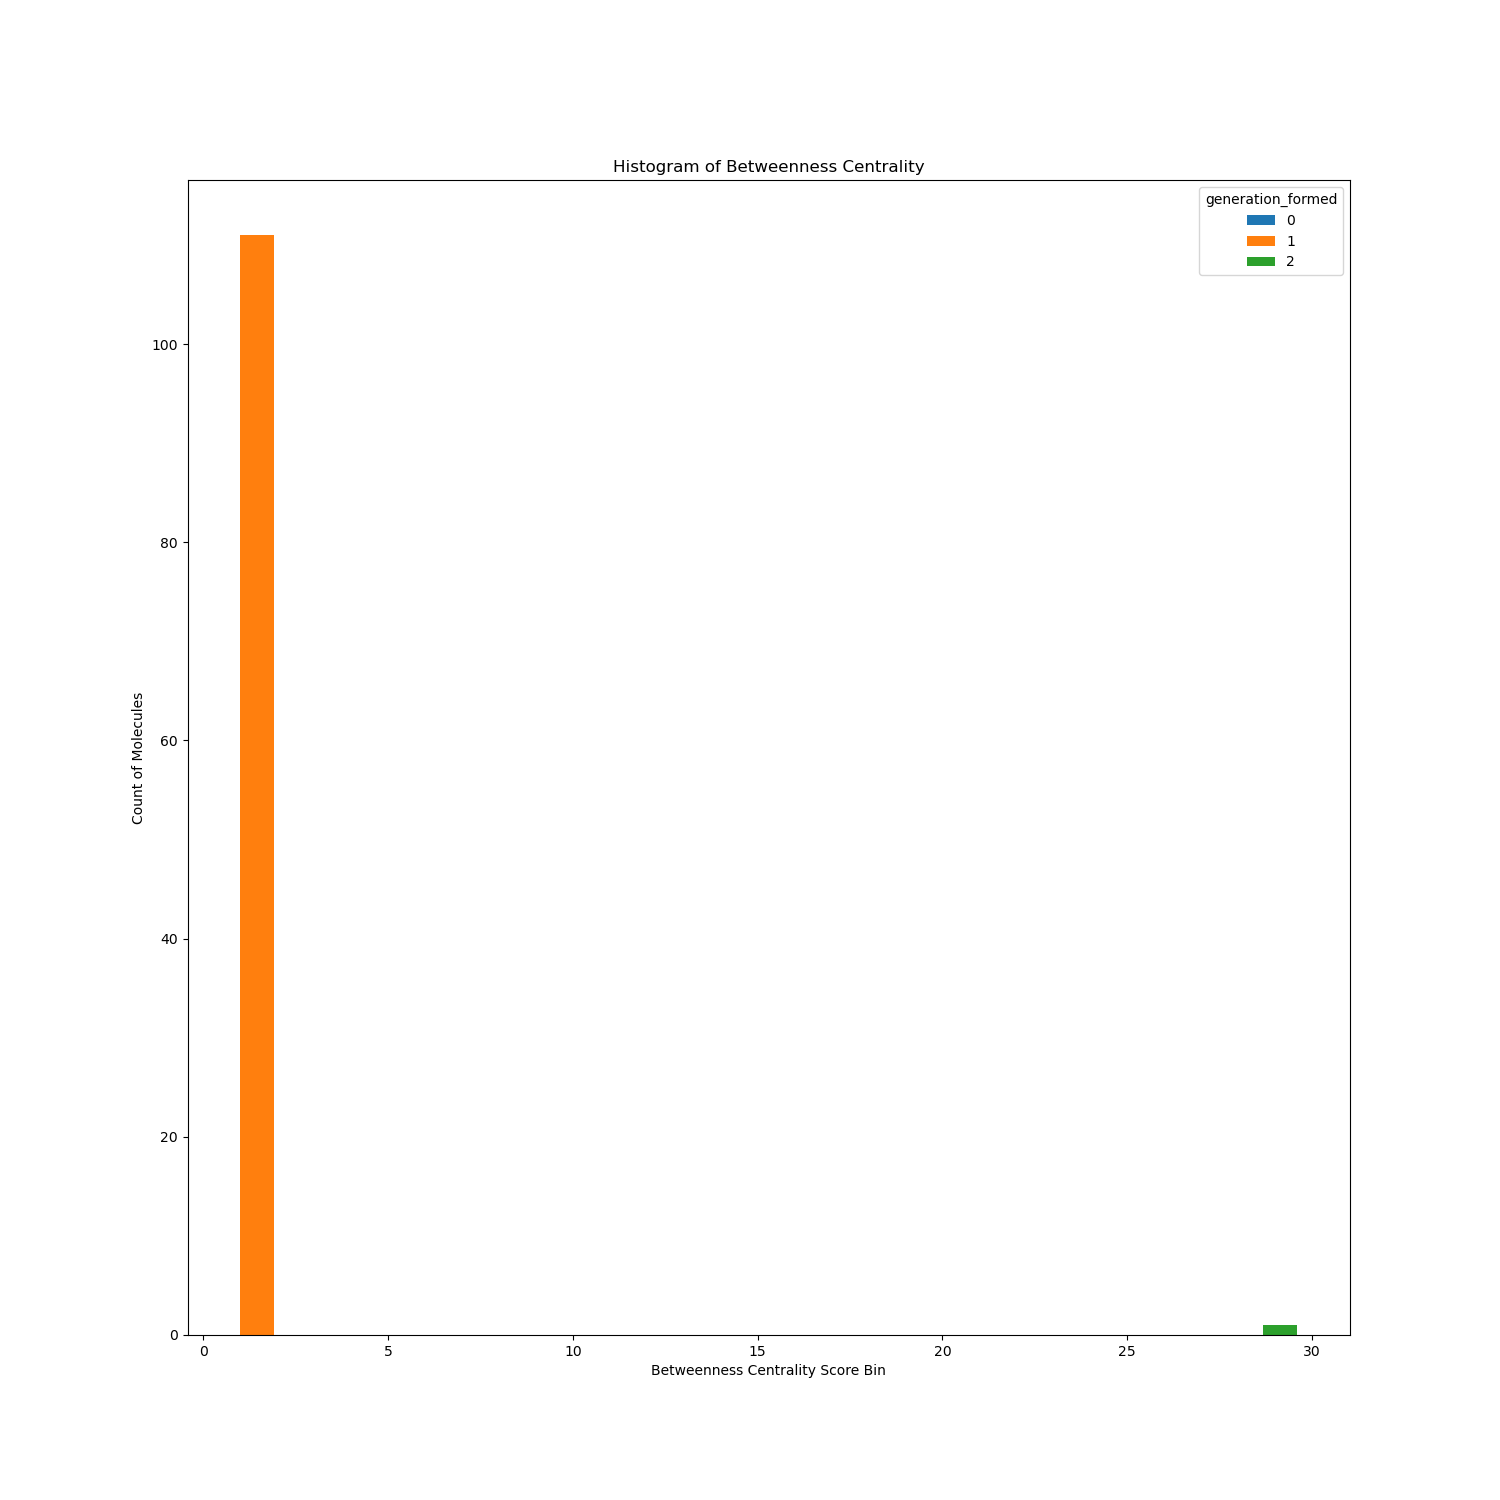 Histogram of Betweenness Centrality
generation_formed
0
1
2
100
80
60
40
20
0
Count of Molecules
0 5 10 15 20 25 30
Betweenness Centrality Score Bin